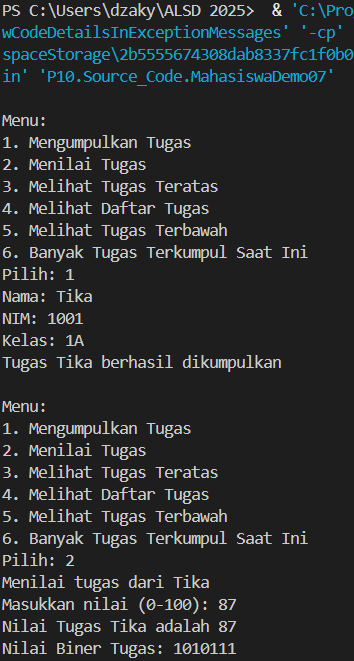 PS C:\Users\dzaky\ALSD 2025>  & 'C:\Pro
wCodeDetailsInExceptionMessages' '-cp'
spaceStorage\2b5555674308dab8337fc1f0b0
in' 'P10.Source_Code.MahasiswaDemo07'
Menu:
1. Mengumpulkan Tugas
2. Menilai Tugas
3. Melihat Tugas Teratas
4. Melihat Daftar Tugas
5. Melihat Tugas Terbawah
6. Banyak Tugas Terkumpul Saat Ini
Pilih: 1
Nama: Tika
NIM: 1001
Kelas: 1A
Tugas Tika berhasil dikumpulkan
Menu:
1. Mengumpulkan Tugas
2. Menilai Tugas
3. Melihat Tugas Teratas
4. Melihat Daftar Tugas
5. Melihat Tugas Terbawah
6. Banyak Tugas Terkumpul Saat Ini
Pilih: 2
Menilai tugas dari Tika
Masukkan nilai (0-100): 87
Nilai Tugas Tika adalah 87
Nilai Biner Tugas: 1010111